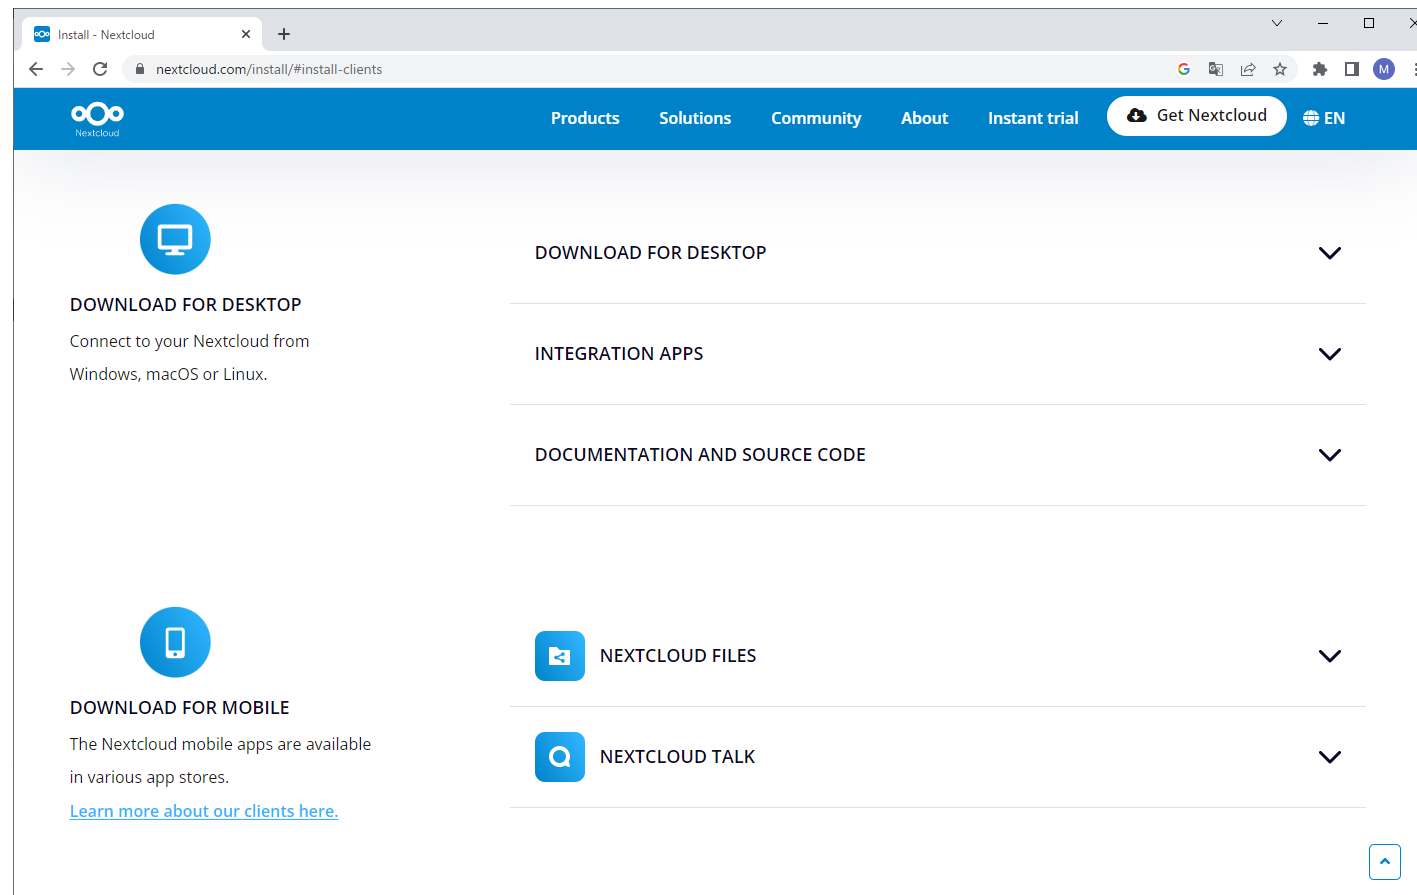 Install - Nextcloud
nextcloud.com/install/#install-clients
M
Nextcloud
Products
Solutions
Community
About
Instant trial
Get Nextcloud
EN
DOWNLOAD FOR DESKTOP
Connect to your Nextcloud from
Windows, macOS or Linux.
DOWNLOAD FOR DESKTOP
INTEGRATION APPS
DOCUMENTATION AND SOURCE CODE
DOWNLOAD FOR MOBILE
The Nextcloud mobile apps are available
in various app stores.
Learn more about our clients here.
NEXTCLOUD FILES
NEXTCLOUD TALK